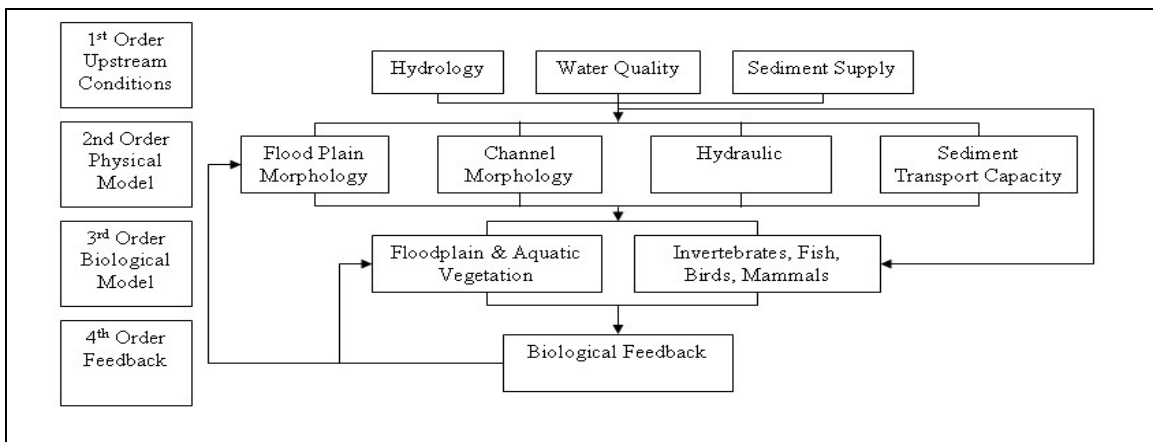 1st Order
Upstream
Conditions
Hydrology
Water Quality
Sediment Supply
2nd Order
Physical
Model
Flood Plain
Morphology
Channel
Morphology
Hydraulic
Sediment
Transport Capacity
3rd Order
Biological
Model
Floodplain & Aquatic
Vegetation
Invertebrates, Fish,
Birds, Mammals
4th Order
Feedback
Biological Feedback